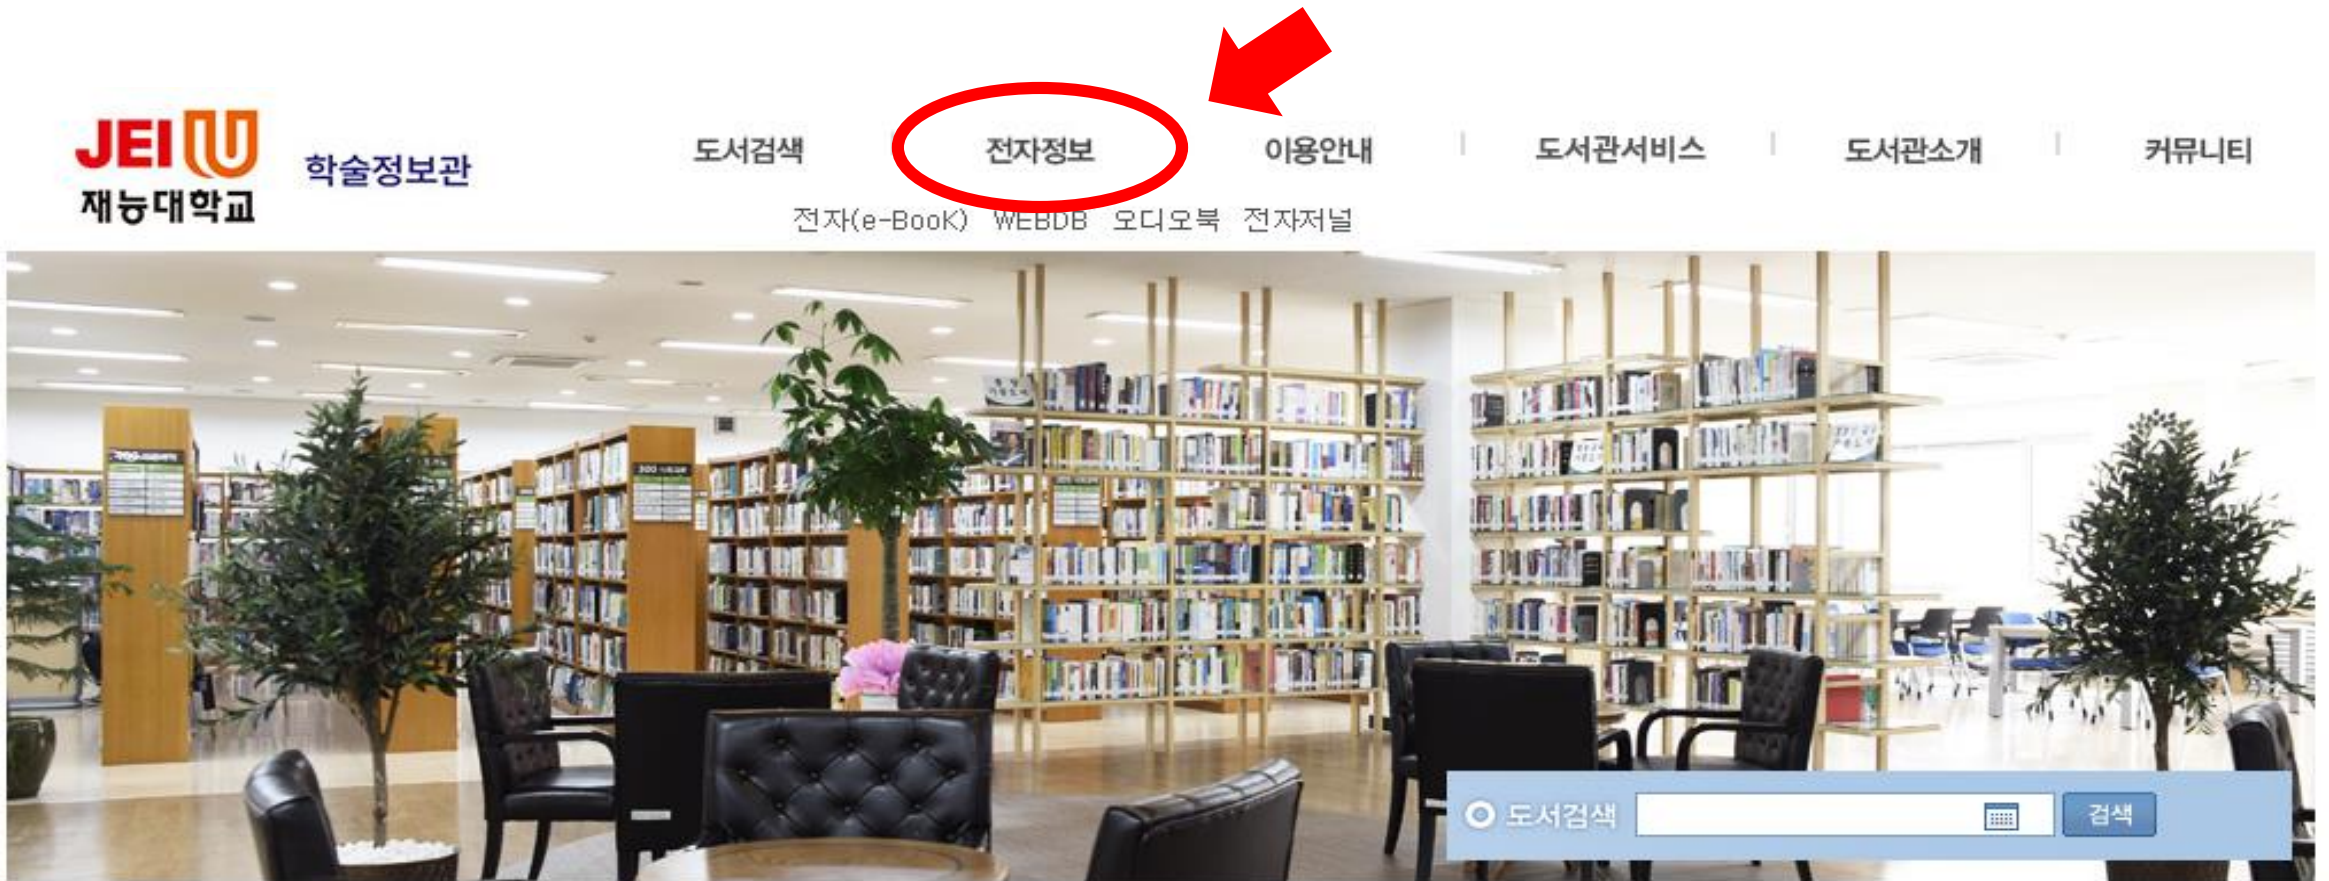 JEIU
재능대학교
학술정보관
도서검색
전자정보
이용안내
도서관서비스
도서관소개
커뮤니티
전자(e-BooK) WEBDB 오디오북 전자저널
도서검색
검색